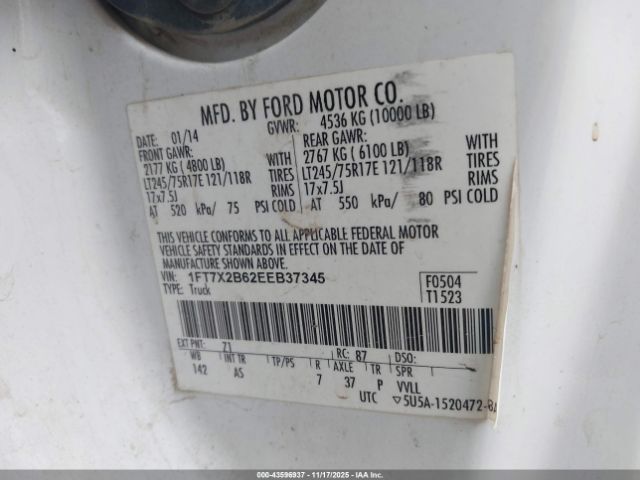 MFD. BY FORD MOTOR CO.
DATE: 01/14 GVWR: 4536 KG (10000 LB)
FRONT GAWR: WITH REAR GAWR: WITH
2177 KG (4800 LB) TIRES 2767 KG (6100 LB) TIRES
LT245/75R17E 121/118R RIMS LT245/75R17E 121/118R RIMS
17x7.5J 17x7.5J
AT 520 kPa/ 75 PSI COLD AT 550 kPa/ 80 PSI COLD
THIS VEHICLE CONFORMS TO ALL APPLICABLE FEDERAL MOTOR
VEHICLE SAFETY STANDARDS IN EFFECT ON THE DATE OF
MANUFACTURE SHOWN ABOVE.
VIN: 1FT7X2B62EEB37345 F0504
TYPE: Truck T1523
EXT PNT: Z1 RC: 87 DSO:
WB INT TR TP/PS R AXLE TR SPR
142 AS 7 37 P VVLL
UTC ▽5U5A-1520472-BA
00-43596937 - 11/17/2025 - © IAA Holdings, LLC